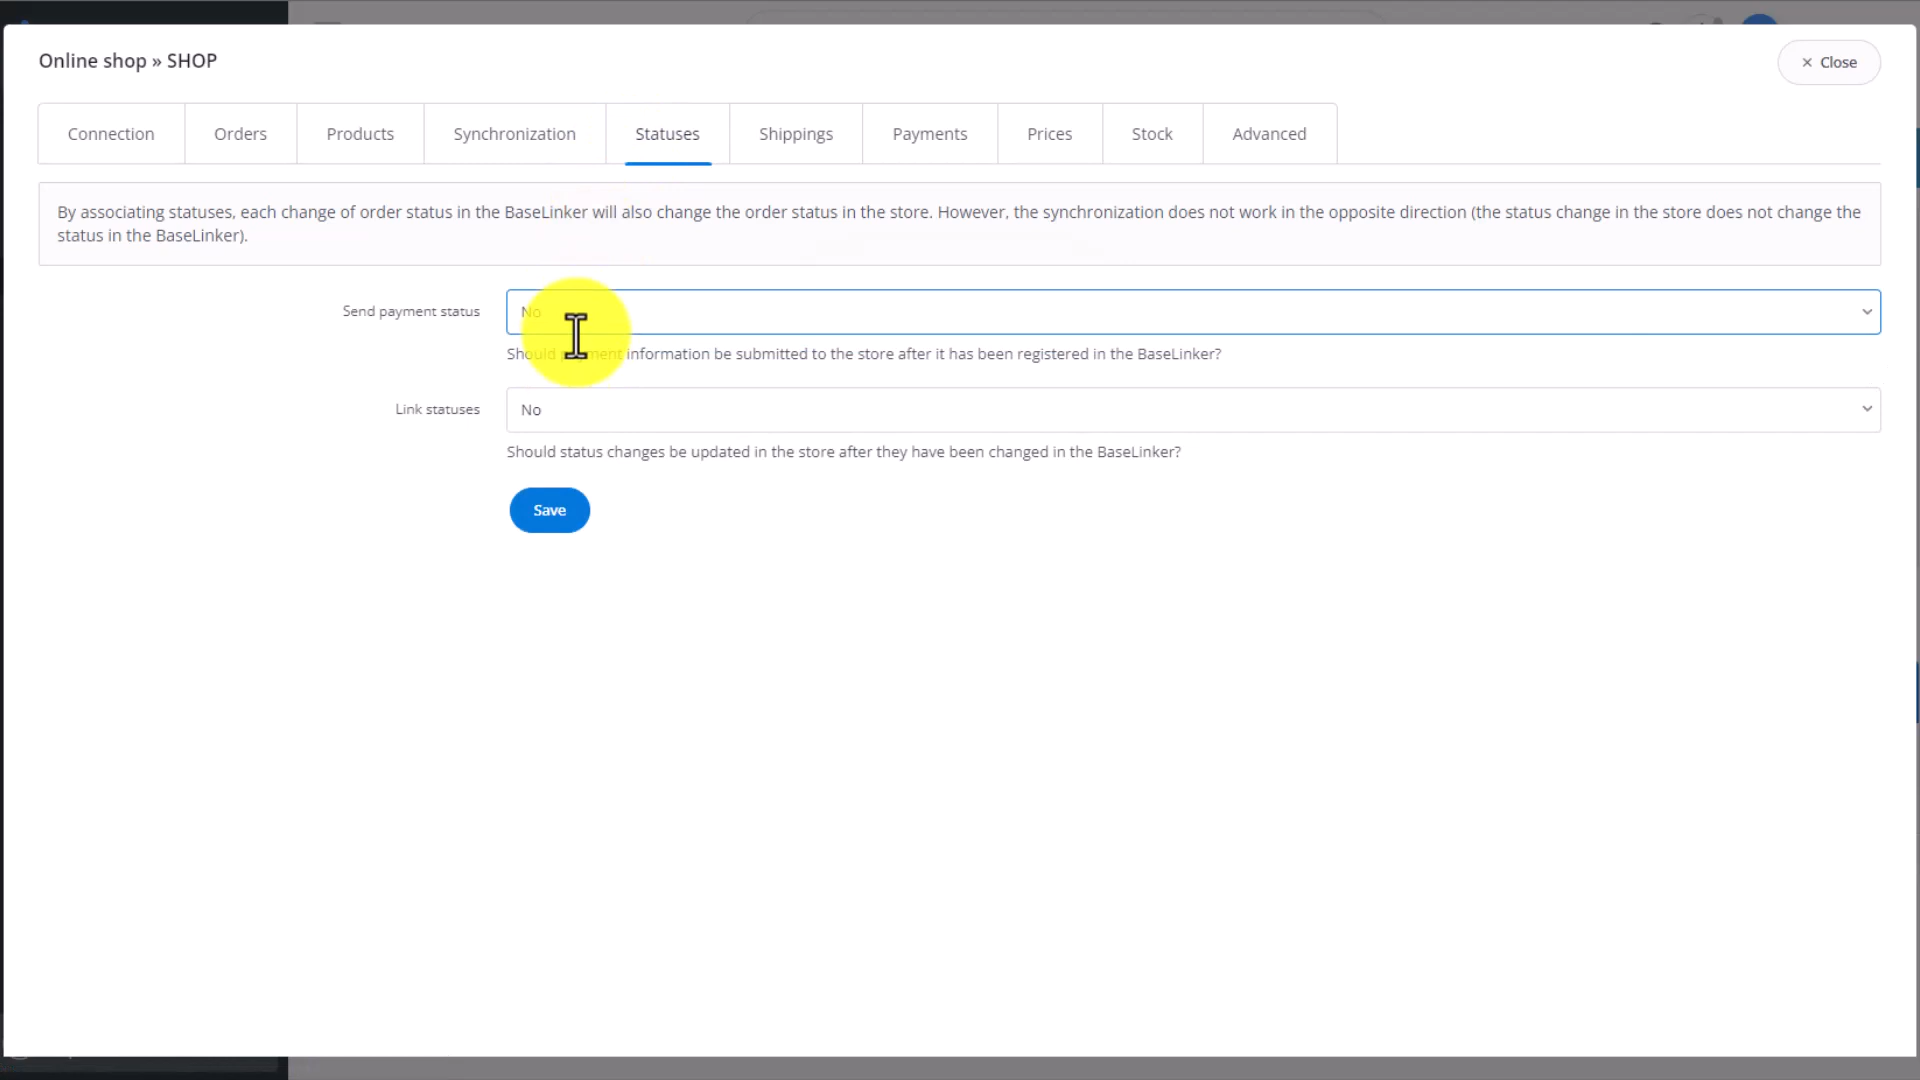 Online shop » SHOP
× Close
Connection
Orders
Products
Synchronization
Statuses
Shippings
Payments
Prices
Stock
Advanced
By associating statuses, each change of order status in the BaseLinker will also change the order status in the store. However, the synchronization does not work in the opposite direction (the status change in the store does not change the
status in the BaseLinker).
Send payment status
No
Should payment information be submitted to the store after it has been registered in the BaseLinker?
Link statuses
No
Should status changes be updated in the store after they have been changed in the BaseLinker?
Save